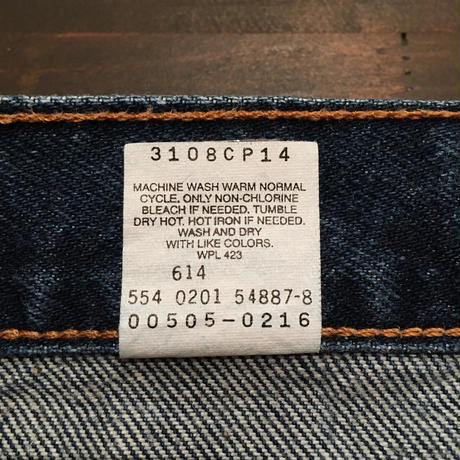 3108CP14
MACHINE WASH WARM NORMAL
CYCLE, ONLY NON-CHLORINE
BLEACH IF NEEDED. TUMBLE
DRY HOT, HOT IRON IF NEEDED.
WASH AND DRY
WITH LIKE COLORS.
WPL 423
614
554 0201 54887-8
00505-0216